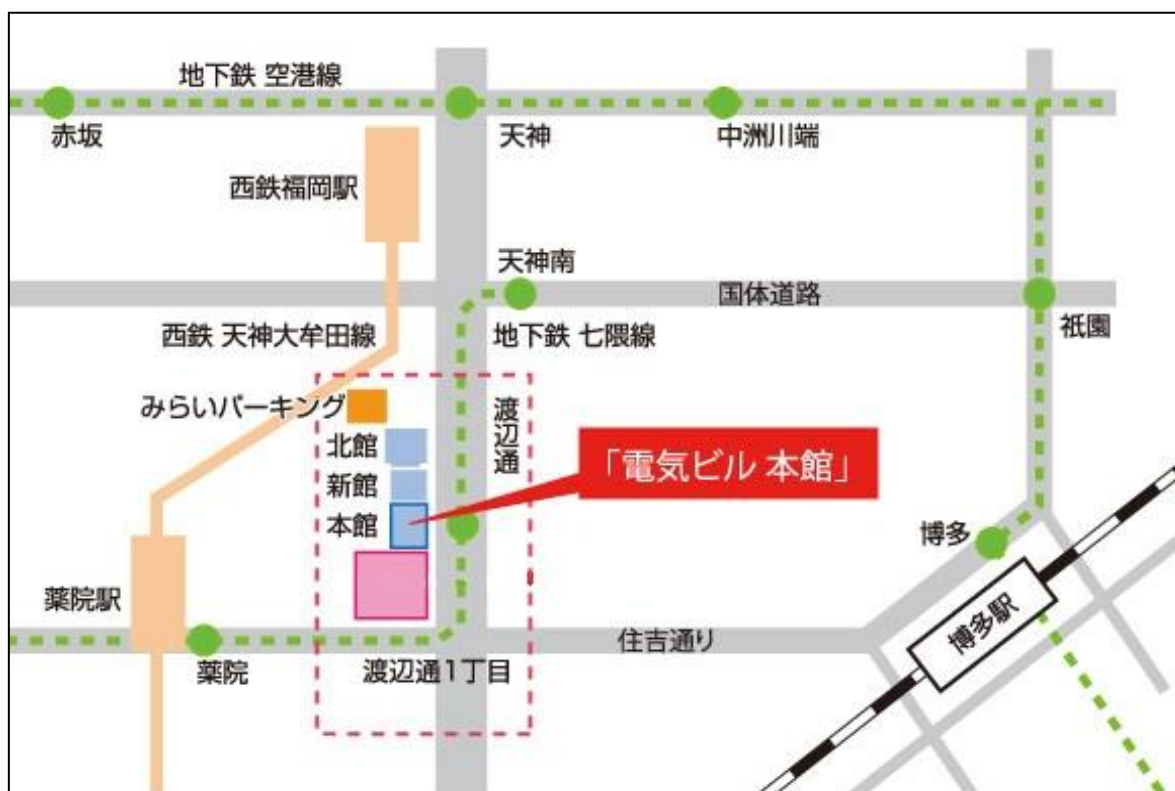 地下鉄 空港線
赤坂
天神
中洲川端
西鉄福岡駅
天神南
国体道路
祇園
西鉄 天神大牟田線
地下鉄 七隈線
みらいパーキング
渡辺通
北館
「電気ビル 本館」
新館
本館
博多
薬院駅
博多駅
住吉通り
薬院
渡辺通1丁目